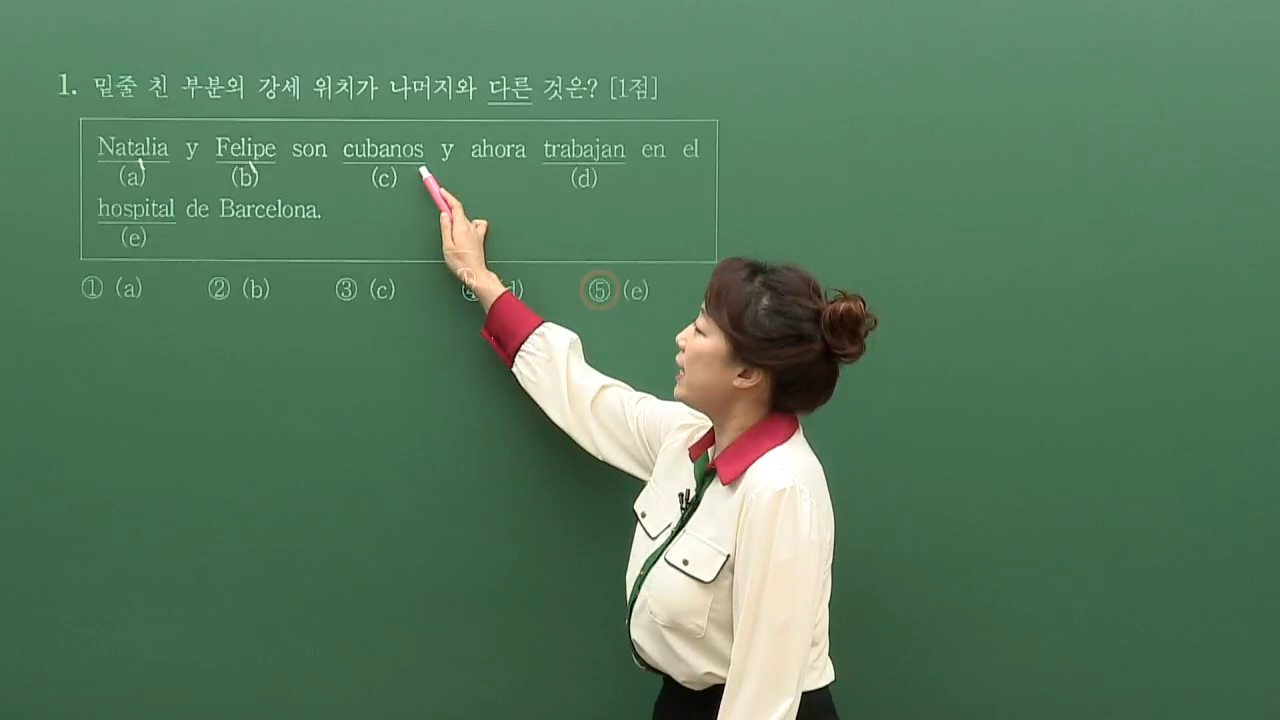 1. 밑줄 친 부분의 강세 위치가 나머지와 다른 것은? [1점]
Natalia y Felipe son cubanos y ahora trabajan en el
(a) (b) (c) (d)
hospital de Barcelona.
(e)
① (a) ② (b) ③ (c) ④ (d) ⑤ (e)